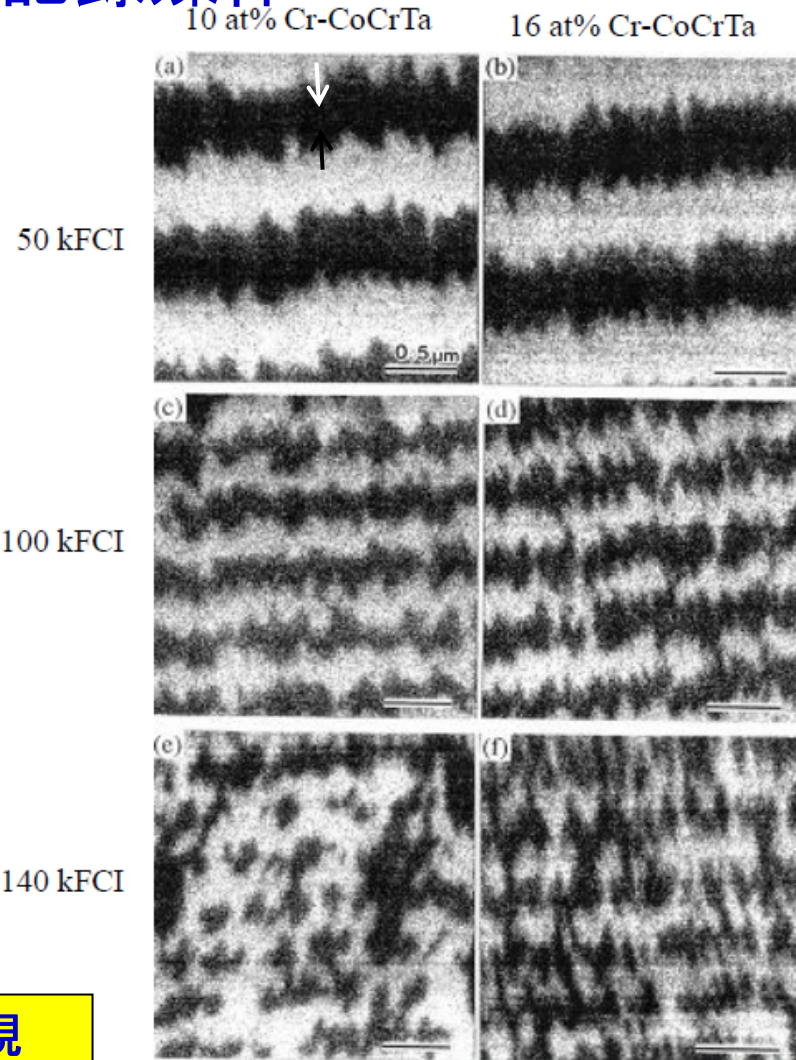 10 at% Cr-CoCrTa
16 at% Cr-CoCrTa
(a)
(b)
50 kFCI
0.5μm
(c)
(d)
100 kFCI
(e)
(f)
140 kFCI